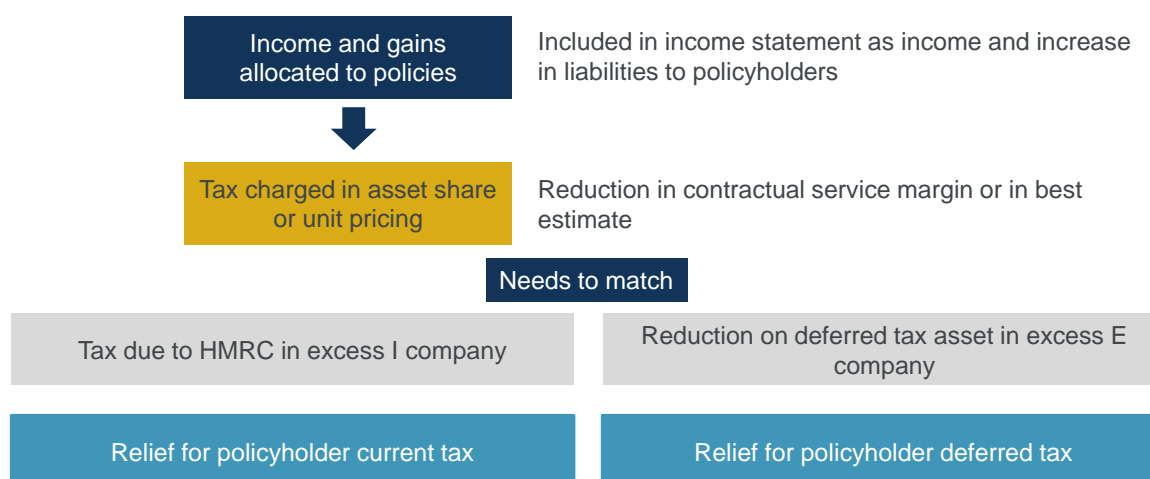 Income and gains
allocated to policies
Included in income statement as income and increase
in liabilities to policyholders
Tax charged in asset share
or unit pricing
Reduction in contractual service margin or in best
estimate
Needs to match
Tax due to HMRC in excess I company
Reduction on deferred tax asset in excess E
company
Relief for policyholder current tax
Relief for policyholder deferred tax